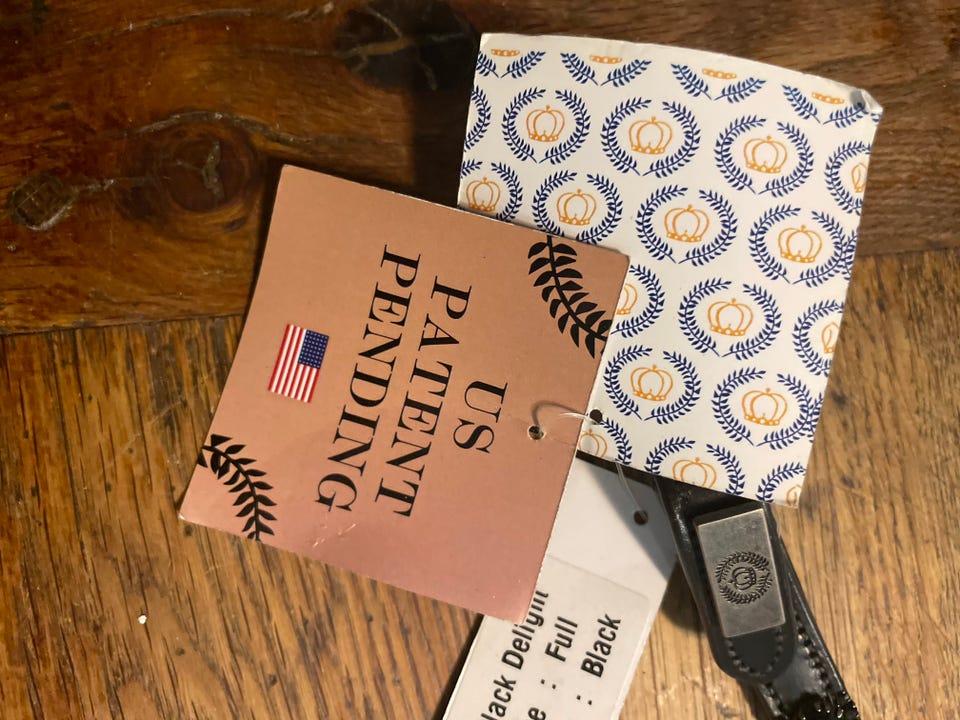 US
PATENT
PENDING
lack Delight
e : Full
: Black